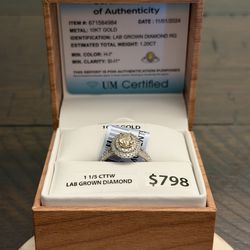 of Authenticity
ITEM #: 671584984
DATE: 11/01/2024
METAL: 10KT GOLD
IDENTIFICATION: LAB GROWN DIAMOND RG
ESTIMATED TOTAL WEIGHT: 1.20CT
MIN. COLOR: H-I*
MIN. CLARITY: SI-I1*
THIS REPORT IS FOR AUTHENTICATION PURPOSES
UM Certified
GOLD
1 1/5 CTTW
LAB GROWN DIAMOND
$798